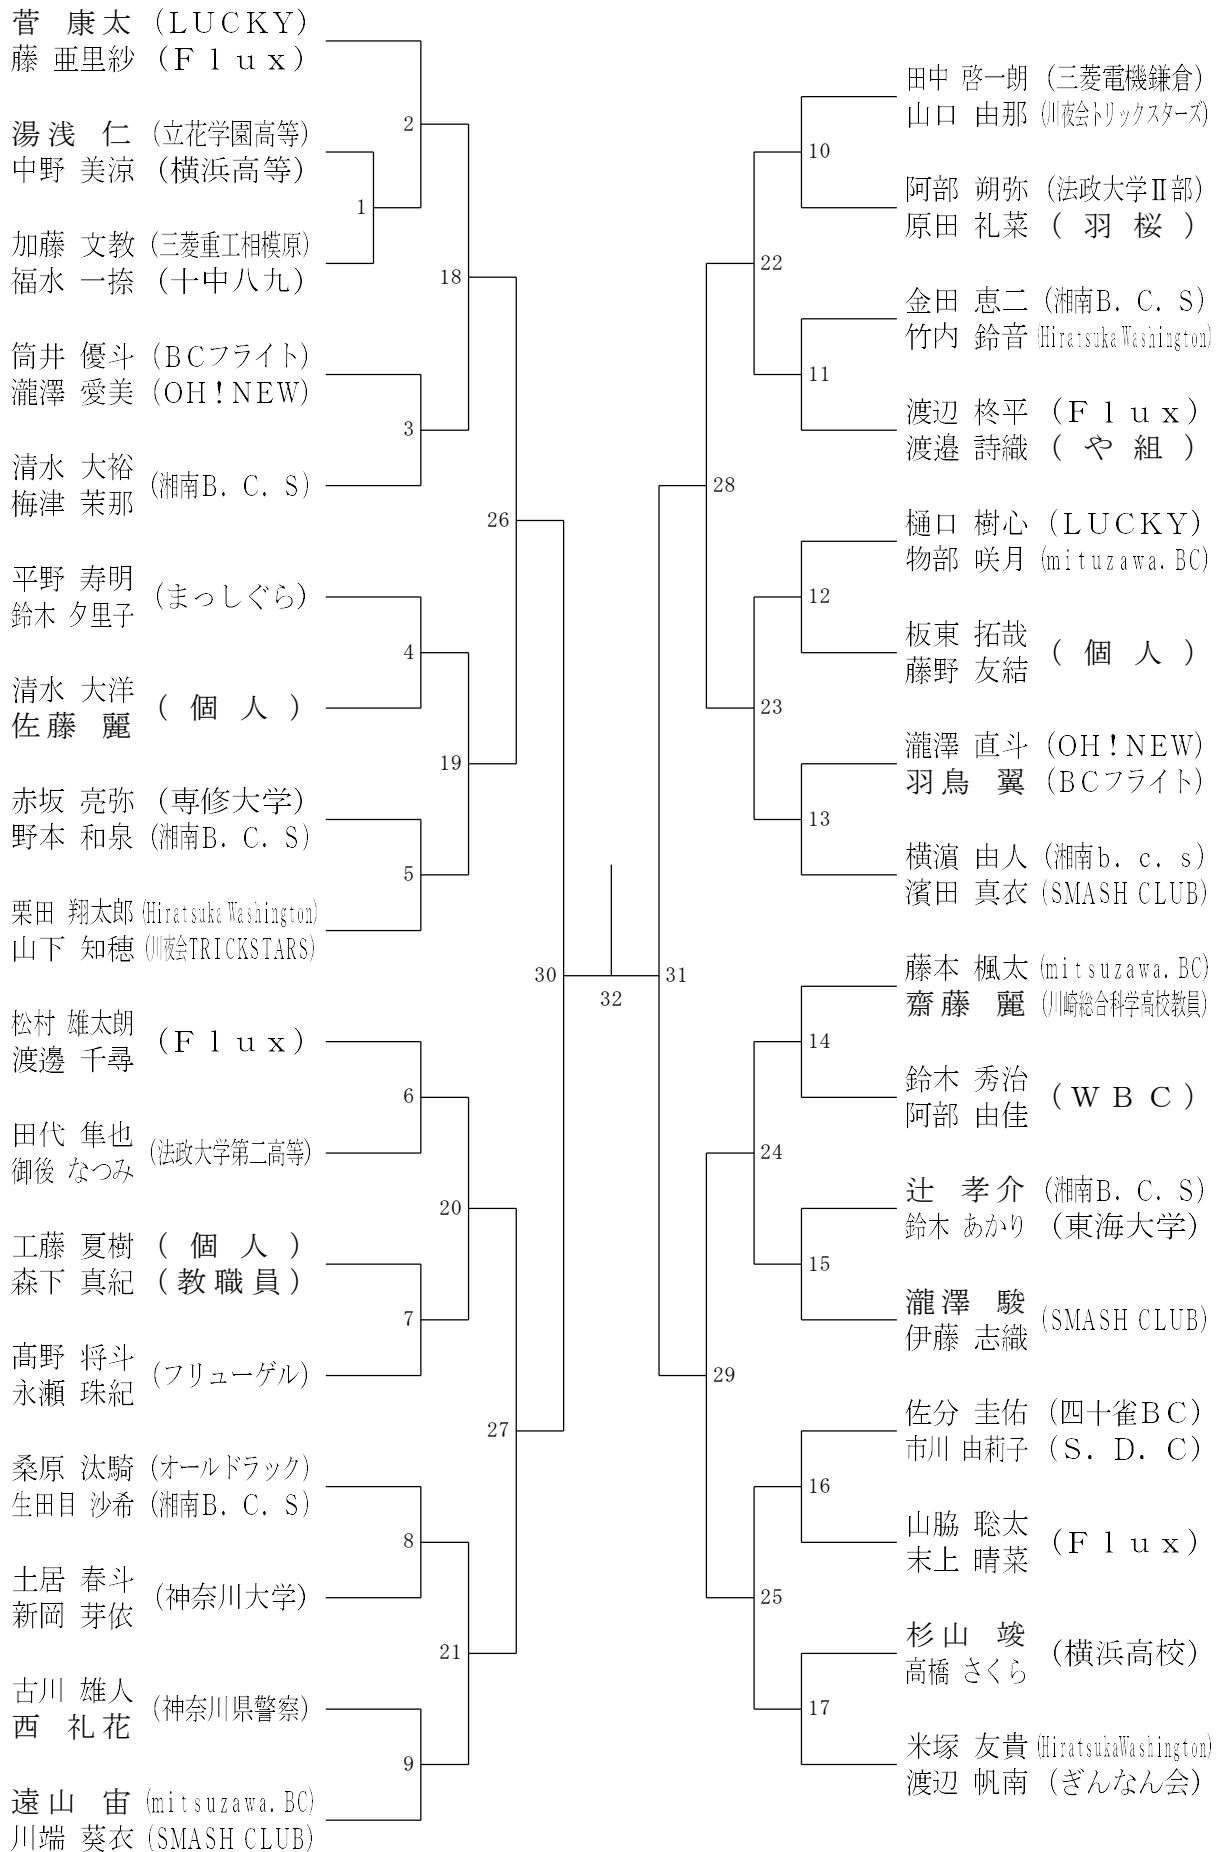 菅 康太 (LUCKY)
藤 亜里紗 (Flux)
湯浅 仁 (立花学園高等)
中野 美涼 (横浜高等)
加藤 文教 (三菱重工相模原)
福水 一捺 (十中八九)
筒井 優斗 (BCフライト)
瀧澤 愛美 (OH!NEW)
清水 大裕
梅津 茉那
(湘南B.C.S)
平野 寿明
鈴木 夕里子
(まっしぐら)
清水 大洋
佐藤 麗
(個人)
赤坂 亮弥 (専修大学)
野本 和泉 (湘南B.C.S)
栗田 翔太郎 (Hiratsuka Washington)
山下 知穂 (川夜会TRICKSTARS)
松村 雄太朗
渡邊 千尋
(Flux)
田代 隼也
御後 なつみ
(法政大学第二高等)
工藤 夏樹 (個人)
森下 真紀 (教職員)
髙野 将斗
永瀬 珠紀
(フリューゲル)
桑原 汰騎 (オールドラック)
生田目 沙希 (湘南B.C.S)
土居 春斗
新岡 芽依
(神奈川大学)
古川 雄人
西 礼花
(神奈川県警察)
遠山 宙 (mitsuzawa.BC)
川端 葵衣 (SMASH CLUB)
1
2
3
4
5
6
7
8
9
18
19
20
21
26
27
30
32
31
28
29
22
23
24
25
10
11
12
13
14
15
16
17
田中 啓一朗 (三菱電機鎌倉)
山口 由那 (川夜会トリックスターズ)
阿部 朔弥 (法政大学Ⅱ部)
原田 礼菜 (羽桜)
金田 恵二 (湘南B.C.S)
竹内 鈴音 (Hiratsuka Washington)
渡辺 柊平 (Flux)
渡邉 詩織 (や組)
樋口 樹心 (LUCKY)
物部 咲月 (mituzawa.BC)
板東 拓哉
藤野 友結
(個人)
瀧澤 直斗 (OH!NEW)
羽鳥 翼 (BCフライト)
横濵 由人 (湘南b.c.s)
濱田 真衣 (SMASH CLUB)
藤本 楓太 (mitsuzawa.BC)
齋藤 麗 (川崎総合科学高校教員)
鈴木 秀治
阿部 由佳
(WBC)
辻 孝介 (湘南B.C.S)
鈴木 あかり (東海大学)
瀧澤 駿
伊藤 志織
(SMASH CLUB)
佐分 圭佑 (四十雀BC)
市川 由莉子 (S.D.C)
山脇 聡太
末上 晴菜
(Flux)
杉山 竣
高橋 さくら
(横浜高校)
米塚 友貴 (HiratsukaWashington)
渡辺 帆南 (ぎんなん会)